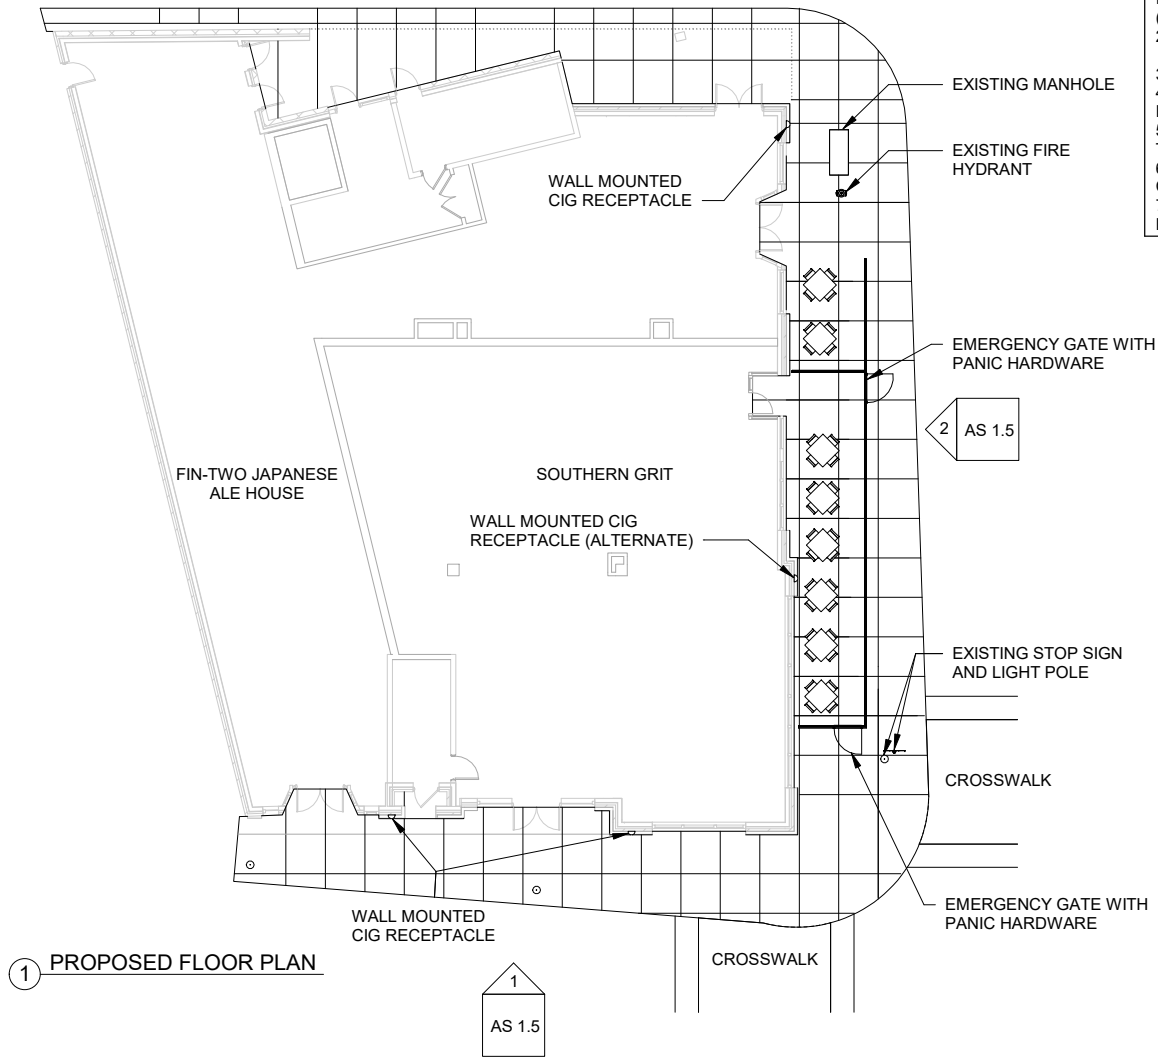 EXISTING MANHOLE
EXISTING FIRE
HYDRANT
WALL MOUNTED
CIG RECEPTACLE
EMERGENCY GATE WITH
PANIC HARDWARE
2
AS 1.5
FIN-TWO JAPANESE
ALE HOUSE
SOUTHERN GRIT
WALL MOUNTED CIG
RECEPTACLE (ALTERNATE)
EXISTING STOP SIGN
AND LIGHT POLE
CROSSWALK
EMERGENCY GATE WITH
PANIC HARDWARE
WALL MOUNTED
CIG RECEPTACLE
CROSSWALK
1
PROPOSED FLOOR PLAN
1
AS 1.5